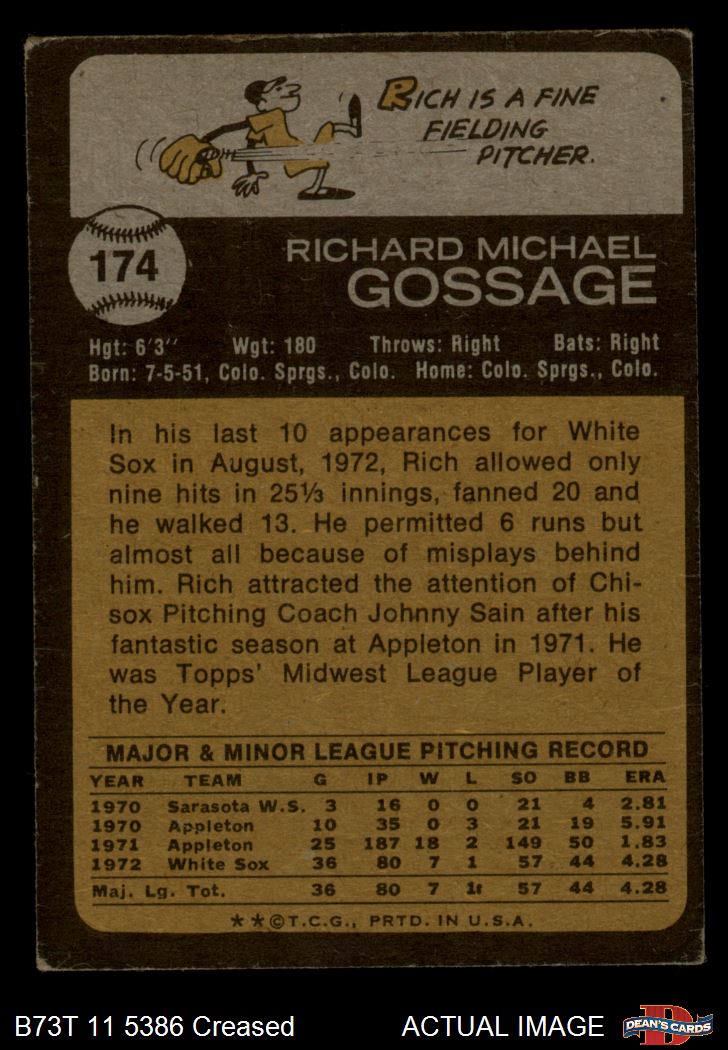 RICH IS A FINE
FIELDING
PITCHER.
174
RICHARD MICHAEL
GOSSAGE
Hgt: 6'3" Wgt: 180 Throws: Right Bats: Right
Born: 7-5-51, Colo. Sprgs., Colo. Home: Colo. Sprgs., Colo.
In his last 10 appearances for White
Sox in August, 1972, Rich allowed only
nine hits in 25⅓ innings, fanned 20 and
he walked 13. He permitted 6 runs but
almost all because of misplays behind
him. Rich attracted the attention of Chi-
sox Pitching Coach Johnny Sain after his
fantastic season at Appleton in 1971. He
was Topps' Midwest League Player of
the Year.
MAJOR & MINOR LEAGUE PITCHING RECORD
YEAR TEAM G IP W L SO BB ERA
1970 Sarasota W.S. 3 16 0 0 21 4 2.81
1970 Appleton 10 35 0 3 21 19 5.91
1971 Appleton 25 187 18 2 149 50 1.83
1972 White Sox 36 80 7 1 57 44 4.28
Maj. Lg. Tot. 36 80 7 1 57 44 4.28
**©T.C.G., PRTD. IN U.S.A.
B73T 11 5386 Creased ACTUAL IMAGE DEAN'S CARDS